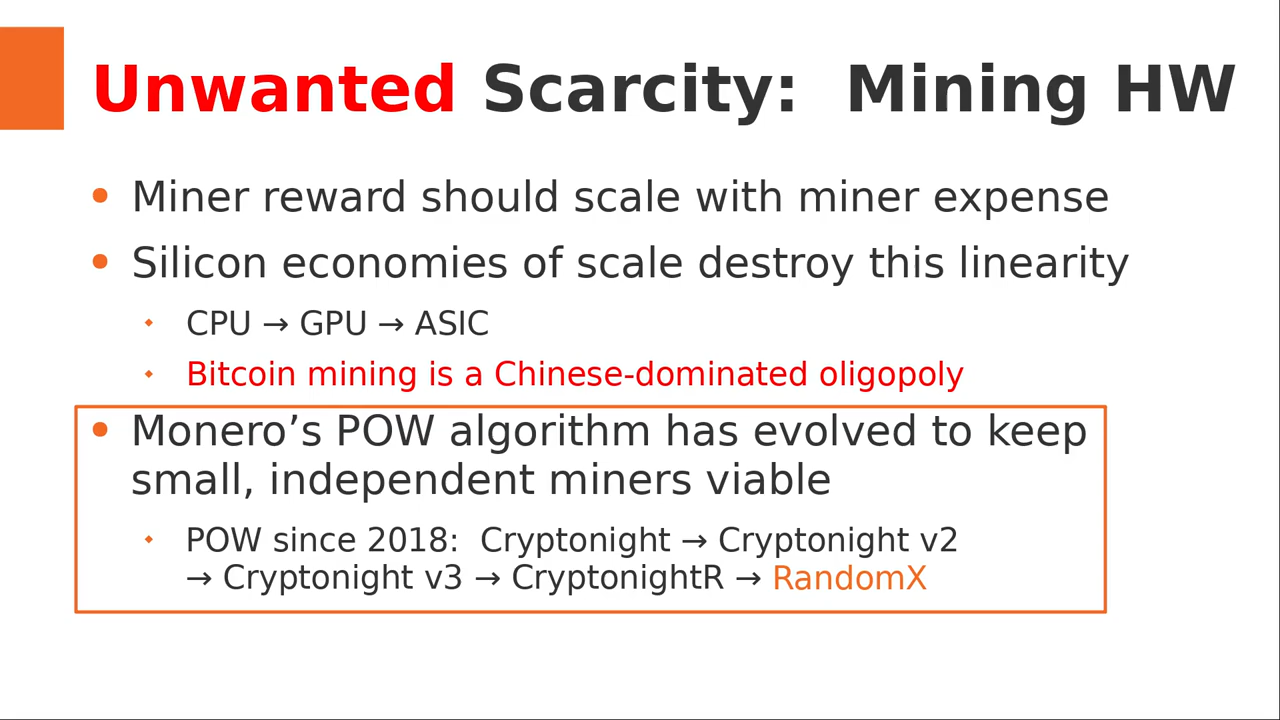 Unwanted Scarcity:  Mining HW
• Miner reward should scale with miner expense
• Silicon economies of scale destroy this linearity
⬩ CPU → GPU → ASIC
⬩ Bitcoin mining is a Chinese-dominated oligopoly
• Monero’s POW algorithm has evolved to keep
small, independent miners viable
⬩ POW since 2018:  Cryptonight → Cryptonight v2
→ Cryptonight v3 → CryptonightR → RandomX